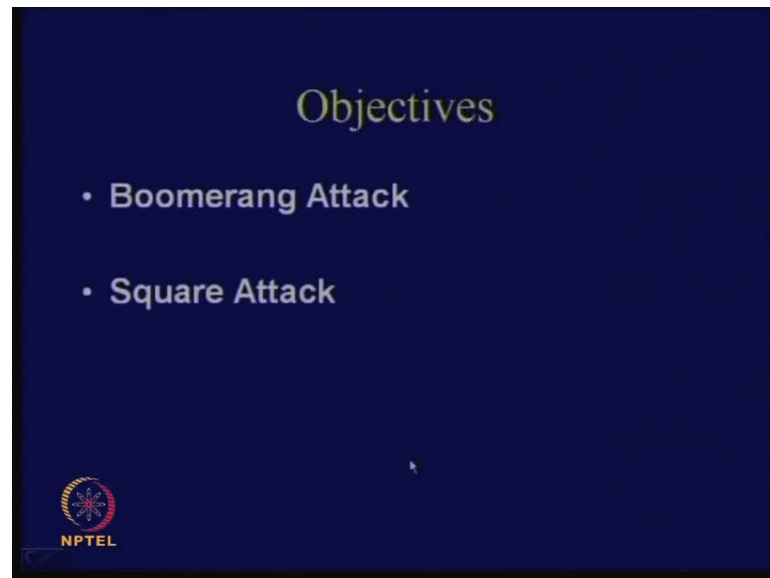 Objectives
• Boomerang Attack
• Square Attack
NPTEL